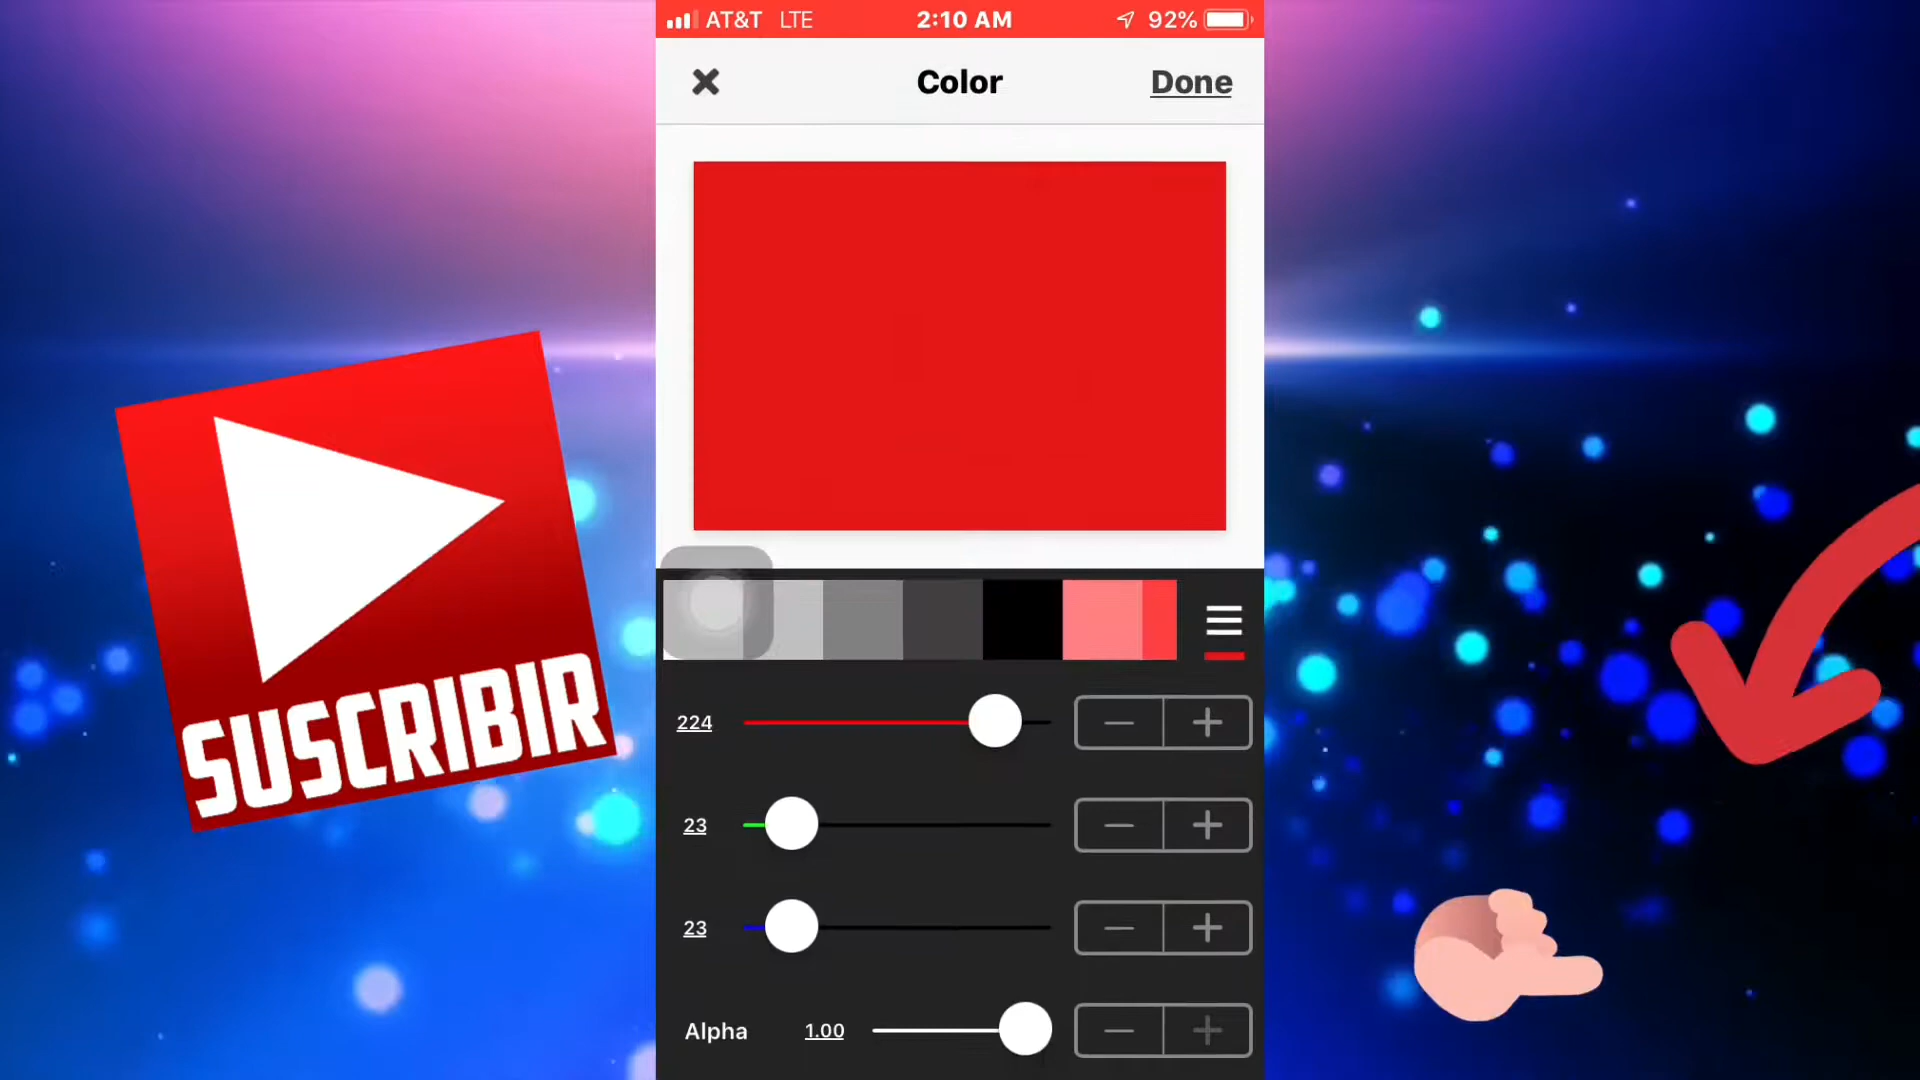 AT&T LTE 2:10 AM 92%
Color Done
224
23
23
Alpha 1.00
SUSCRIBIR